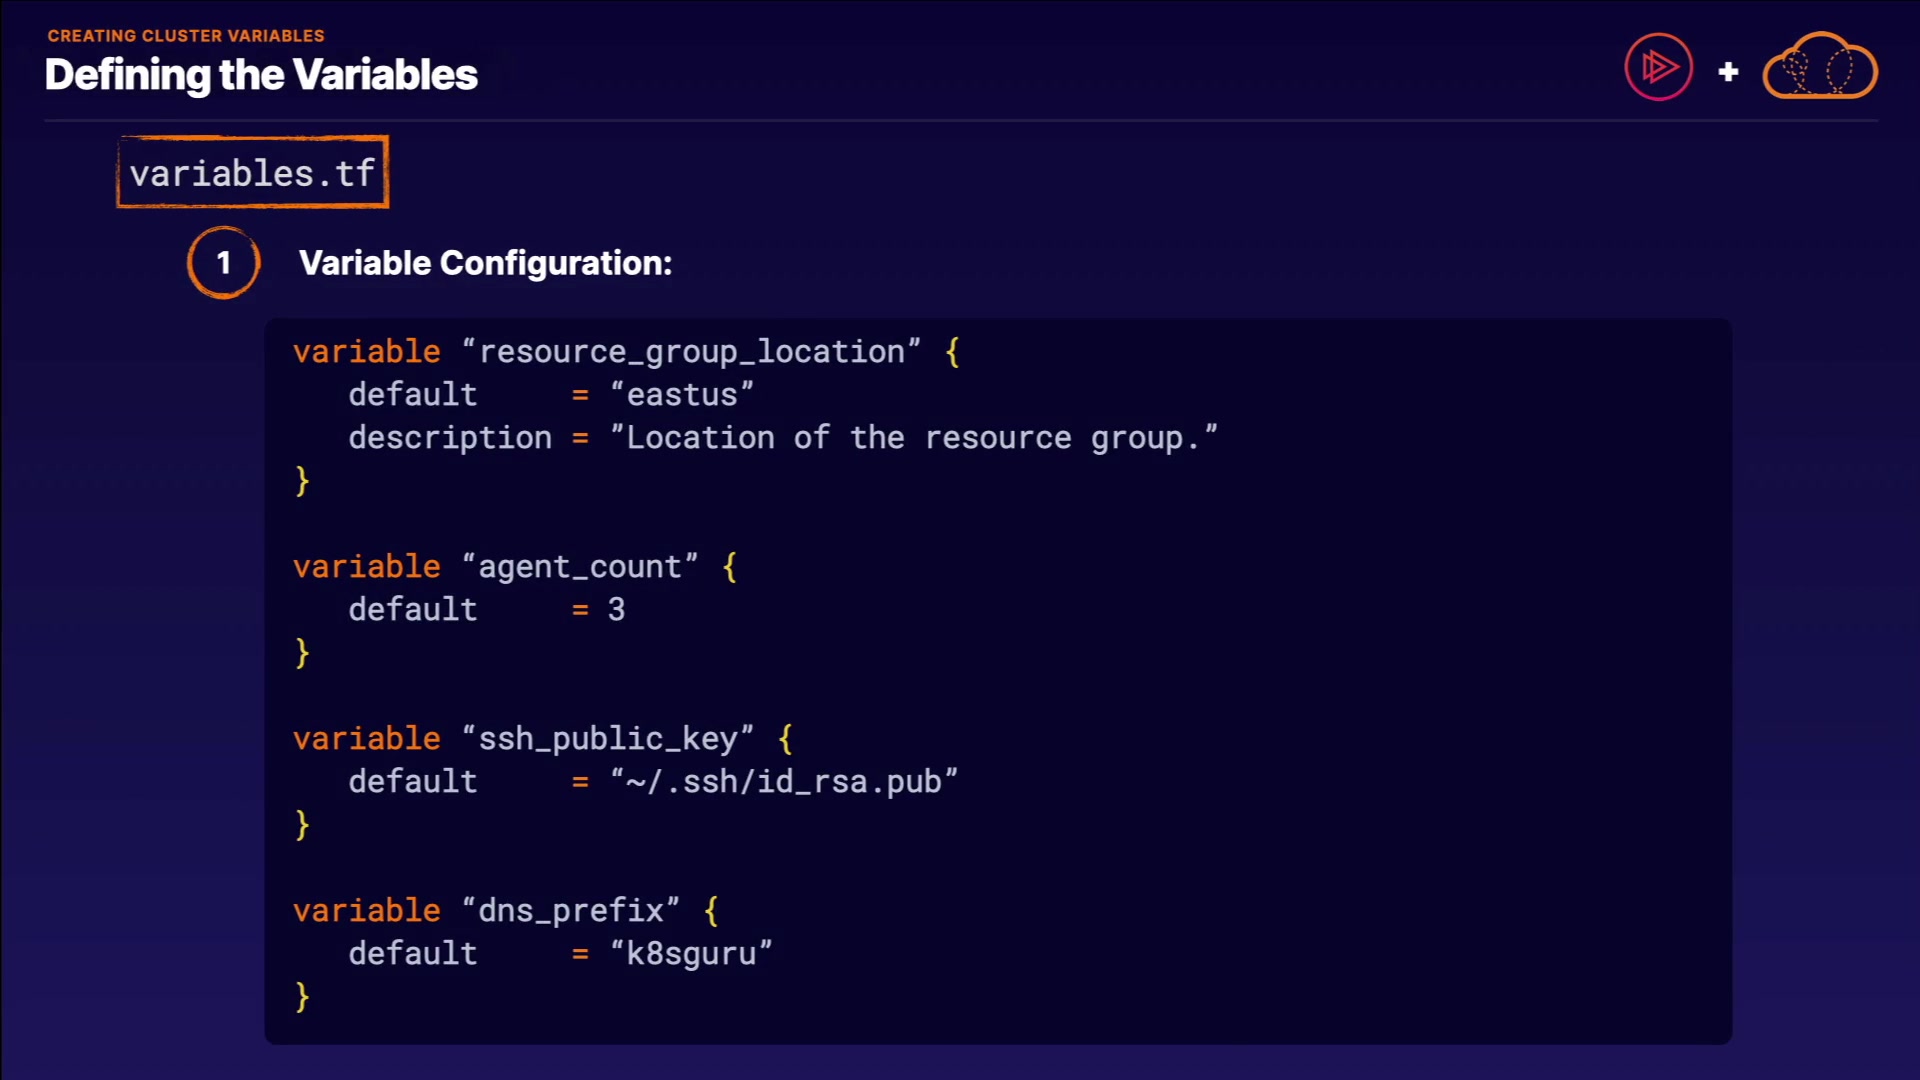 CREATING CLUSTER VARIABLES
Defining the Variables
+
variables.tf
1 Variable Configuration:
variable “resource_group_location” {
   default     = “eastus”
   description = ”Location of the resource group.”
}

variable “agent_count” {
   default     = 3
}

variable “ssh_public_key” {
   default     = “~/.ssh/id_rsa.pub”
}

variable “dns_prefix” {
   default     = “k8sguru”
}